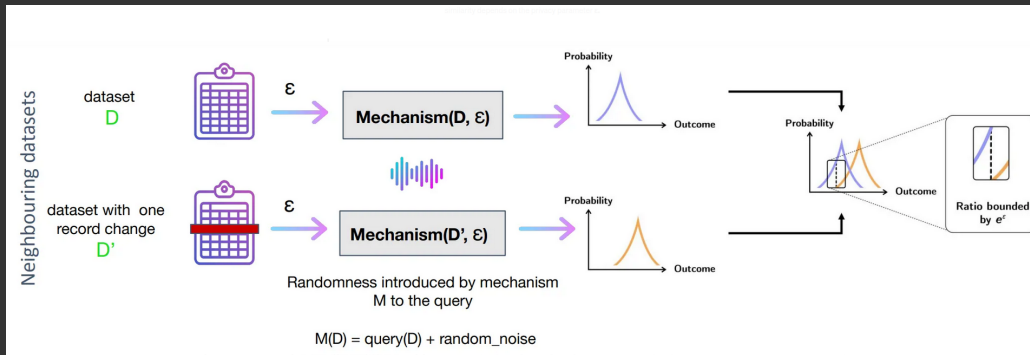 Neighbouring datasets
dataset
D
ε
Mechanism(D, ε)
Probability
Outcome
dataset with one
record change
D'
ε
Mechanism(D', ε)
Probability
Outcome
Randomness introduced by mechanism
M to the query
M(D) = query(D) + random_noise
Probability
Outcome
Ratio bounded
by e^ε